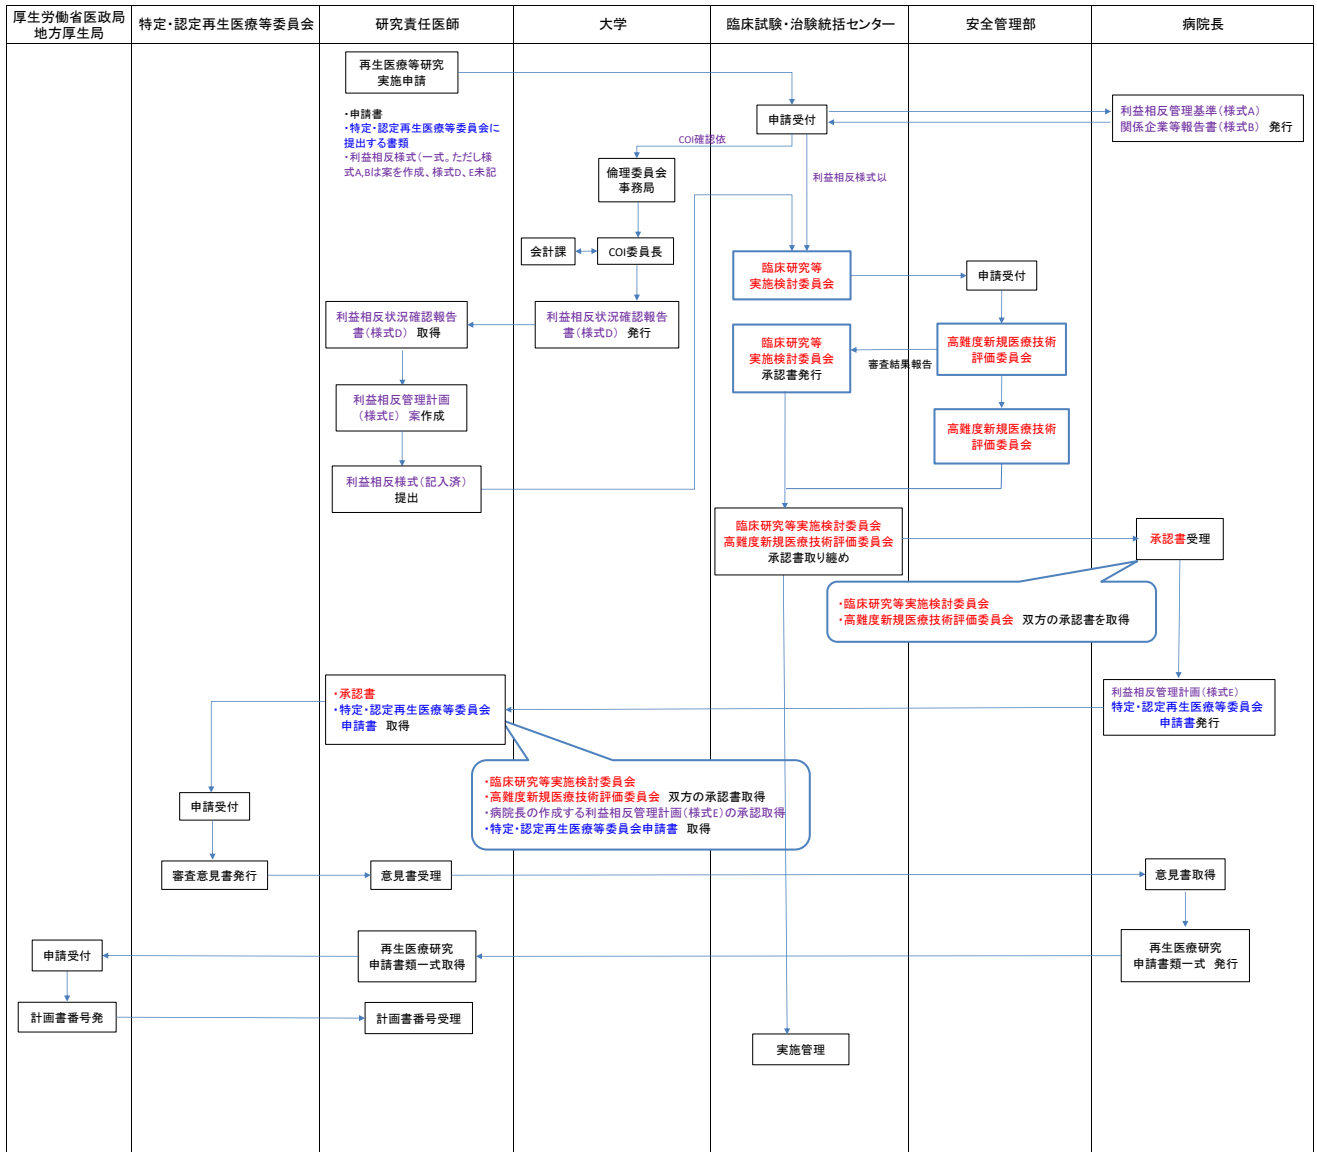 厚生労働省医政局
地方厚生局
特定・認定再生医療等委員会
研究責任医師
大学
臨床試験・治験統括センター
安全管理部
病院長
再生医療等研究
実施申請
・申請書
・特定・認定再生医療等委員会に
提出する書類
・利益相反様式（一式。ただし様
式A,Bは案を作成、様式D、E未記
申請受付
利益相反管理基準（様式A）
関係企業等報告書（様式B） 発行
COI確認依
利益相反様式以
倫理委員会
事務局
会計課
COI委員長
臨床研究等
実施検討委員会
申請受付
利益相反状況確認報告
書（様式D） 取得
利益相反状況確認報告
書（様式D） 発行
臨床研究等
実施検討委員会
承認書発行
審査結果報告
高難度新規医療技術
評価委員会
利益相反管理計画
（様式E） 案作成
高難度新規医療技術
評価委員会
利益相反様式（記入済）
提出
臨床研究等実施検討委員会
高難度新規医療技術評価委員会
承認書取り纏め
承認書受理
・臨床研究等実施検討委員会
・高難度新規医療技術評価委員会 双方の承認書を取得
・承認書
・特定・認定再生医療等委員会
申請書 取得
利益相反管理計画（様式E）
特定・認定再生医療等委員会
申請書発行
・臨床研究等実施検討委員会
・高難度新規医療技術評価委員会 双方の承認書取得
・病院長の作成する利益相反管理計画（様式E）の承認取得
・特定・認定再生医療等委員会申請書 取得
申請受付
審査意見書発行
意見書受理
意見書取得
申請受付
再生医療研究
申請書類一式取得
再生医療研究
申請書類一式 発行
計画書番号発
計画書番号受理
実施管理